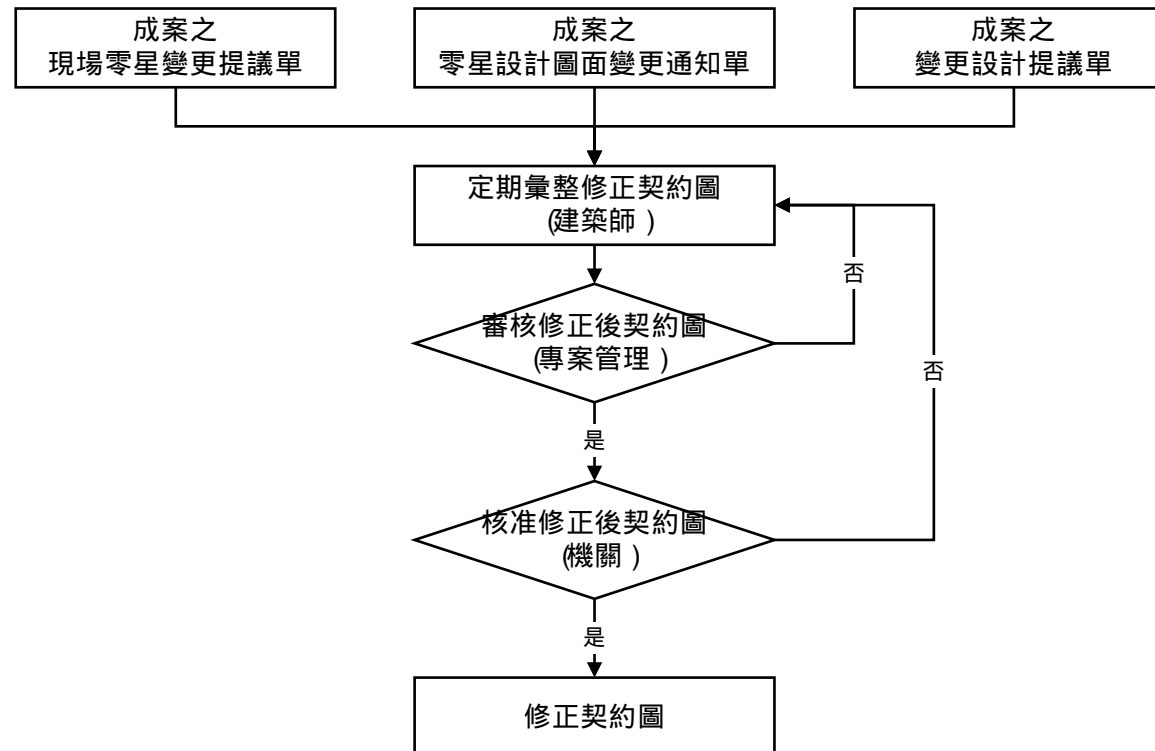 成案之
現場零星變更提議單
成案之
零星設計圖面變更通知單
成案之
變更設計提議單
定期彙整修正契約圖
(建築師)
否
審核修正後契約圖
(專案管理)
否
是
核准修正後契約圖
(機關)
是
修正契約圖